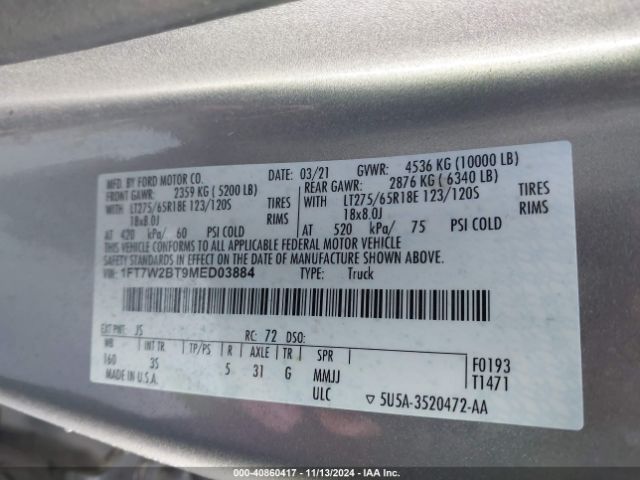 MFD. BY FORD MOTOR CO.
DATE: 03/21 GVWR: 4536 KG (10000 LB)
FRONT GAWR: 2359 KG ( 5200 LB) REAR GAWR: 2876 KG ( 6340 LB)
WITH LT275/65R18E 123/120S TIRES WITH LT275/65R18E 123/120S TIRES
18x8.0J RIMS 18x8.0J RIMS
AT 420 kPa/ 60 PSI COLD AT 520 kPa/ 75 PSI COLD
THIS VEHICLE CONFORMS TO ALL APPLICABLE FEDERAL MOTOR VEHICLE
SAFETY STANDARDS IN EFFECT ON THE DATE OF MANUFACTURE SHOWN ABOVE.
VIN: 1FT7W2BT9MED03884 TYPE: Truck
EXT PNT: JS RC: 72 DSO:
WB INT TR TP/PS R AXLE TR SPR
160 35 5 31 G MMJJ
F0193
T1471
MADE IN U.S.A. ULC
5U5A-3520472-AA
000-40860417 - 11/13/2024 - IAA Inc.